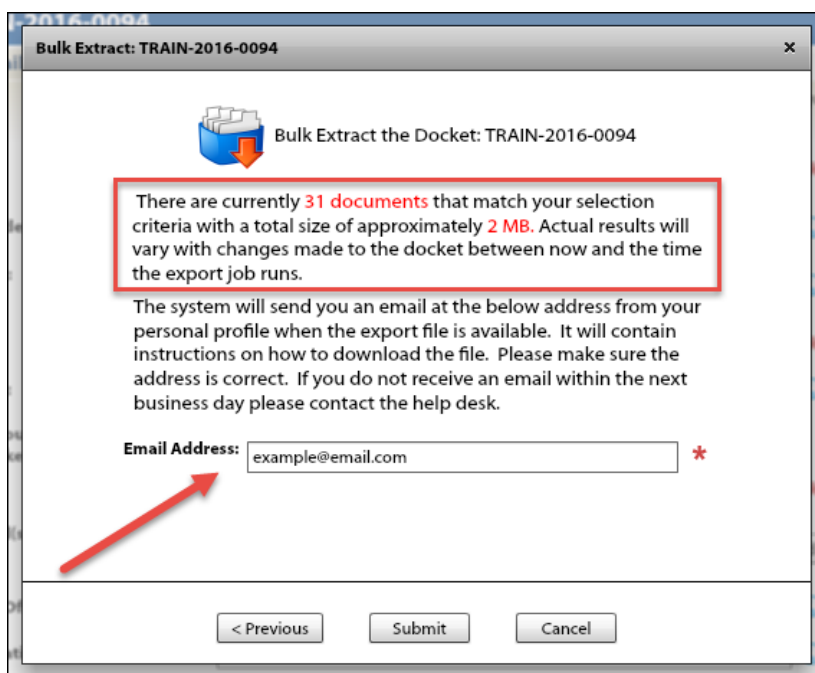 -2016-0094
Bulk Extract: TRAIN-2016-0094 x
Bulk Extract the Docket: TRAIN-2016-0094
There are currently 31 documents that match your selection
criteria with a total size of approximately 2 MB. Actual results will
vary with changes made to the docket between now and the time
the export job runs.
The system will send you an email at the below address from your
personal profile when the export file is available. It will contain
instructions on how to download the file. Please make sure the
address is correct. If you do not receive an email within the next
business day please contact the help desk.
Email Address: example@email.com *
< Previous Submit Cancel